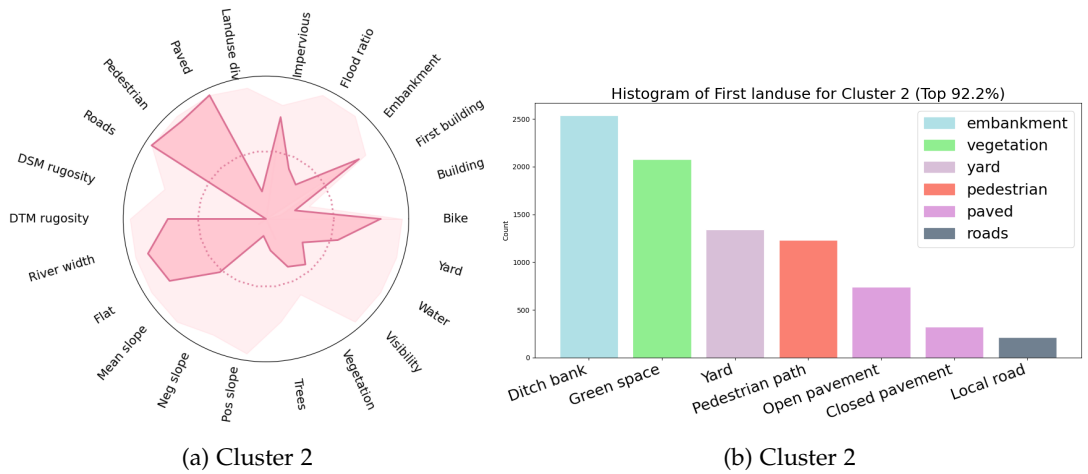 Landuse div
Impervious
Flood ratio
Embankment
First building
Building
Bike
Yard
Water
Visibility
Vegetation
Trees
Pos slope
Neg slope
Mean slope
Flat
River width
DTM rugosity
DSM rugosity
Roads
Pedestrian
Paved
(a) Cluster 2
Histogram of First landuse for Cluster 2 (Top 92.2%)
2500
2000
1500
1000
500
0
Count
embankment
vegetation
yard
pedestrian
paved
roads
Ditch bank
Green space
Yard
Pedestrian path
Open pavement
Closed pavement
Local road
(b) Cluster 2